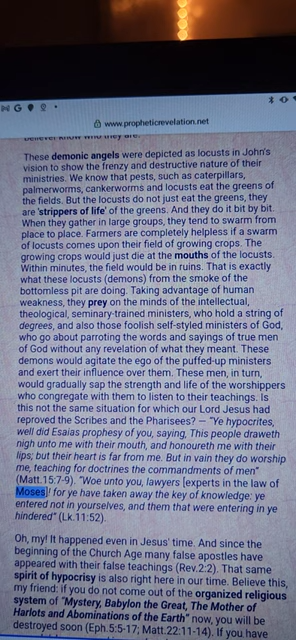 www.propheticrevelation.net
believer know who they are.
These demonic angels were depicted as locusts in John's
vision to show the frenzy and destructive nature of their
ministries. We know that pests, such as caterpillars,
palmerworms, cankerworms and locusts eat the greens of
the fields. But the locusts do not just eat the greens, they
are 'strippers of life' of the greens. And they do it bit by bit.
When they gather in large groups, they tend to swarm from
place to place. Farmers are completely helpless if a swarm
of locusts comes upon their field of growing crops. The
growing crops would just die at the mouths of the locusts.
Within minutes, the field would be in ruins. That is exactly
what these locusts (demons) from the smoke of the
bottomless pit are doing. Taking advantage of human
weakness, they prey on the minds of the intellectual,
theological, seminary-trained ministers, who hold a string of
degrees, and also those foolish self-styled ministers of God,
who go about parroting the words and sayings of true men
of God without any revelation of what they meant. These
demons would agitate the ego of the puffed-up ministers
and exert their influence over them. These men, in turn,
would gradually sap the strength and life of the worshippers
who congregate with them to listen to their teachings. Is
this not the same situation for which our Lord Jesus had
reproved the Scribes and the Pharisees? — "Ye hypocrites,
well did Esaias prophesy of you, saying, This people draweth
nigh unto me with their mouth, and honoureth me with their
lips; but their heart is far from me. But in vain they do worship
me, teaching for doctrines the commandments of men"
(Matt.15:7-9). "Woe unto you, lawyers [experts in the law of
Moses]! for ye have taken away the key of knowledge: ye
entered not in yourselves, and them that were entering in ye
hindered" (Lk.11:52).
Oh, my! It happened even in Jesus' time. And since the
beginning of the Church Age many false apostles have
appeared with their false teachings (Rev.2:2). That same
spirit of hypocrisy is also right here in our time. Believe this,
my friend: if you do not come out of the organized religious
system of "Mystery, Babylon the Great, The Mother of
Harlots and Abominations of the Earth" now, you will be
destroyed soon (Eph.5:5-17; Matt.22:11-14). If you have